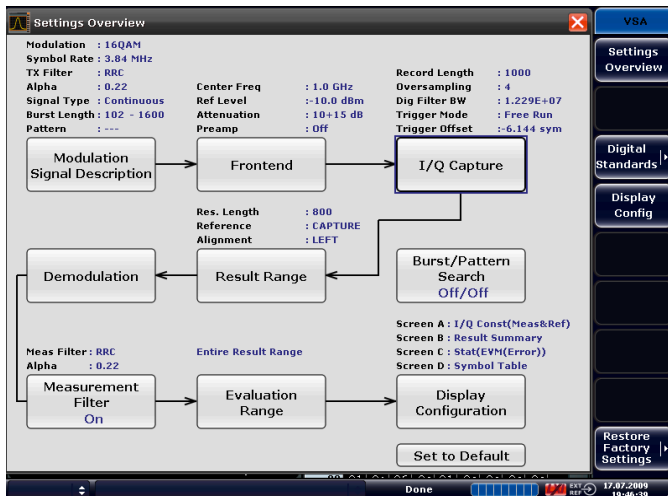 Settings Overview
VSA
Modulation : 16QAM
Symbol Rate : 3.84 MHz
TX Filter : RRC
Alpha : 0.22
Signal Type : Continuous
Burst Length : 102 - 1600
Pattern : ---
Center Freq : 1.0 GHz
Ref Level :-10.0 dBm
Attenuation : 10+15 dB
Preamp : Off
Record Length : 1000
Oversampling : 4
Dig Filter BW : 1.229E+07
Trigger Mode : Free Run
Trigger Offset :-6.144 sym
Settings
Overview
Modulation
Signal Description
Frontend
I/Q Capture
Digital
Standards
Display
Config
Res. Length : 800
Reference : CAPTURE
Alignment : LEFT
Demodulation
Result Range
Burst/Pattern
Search
Off/Off
Meas Filter : RRC
Alpha : 0.22
Entire Result Range
Screen A : I/Q Const(Meas&Ref)
Screen B : Result Summary
Screen C : Stat(EVM(Error))
Screen D : Symbol Table
Measurement
Filter
On
Evaluation
Range
Display
Configuration
Set to Default
Restore
Factory
Settings
Done
EXT
REF
17.07.2009
19:46:39